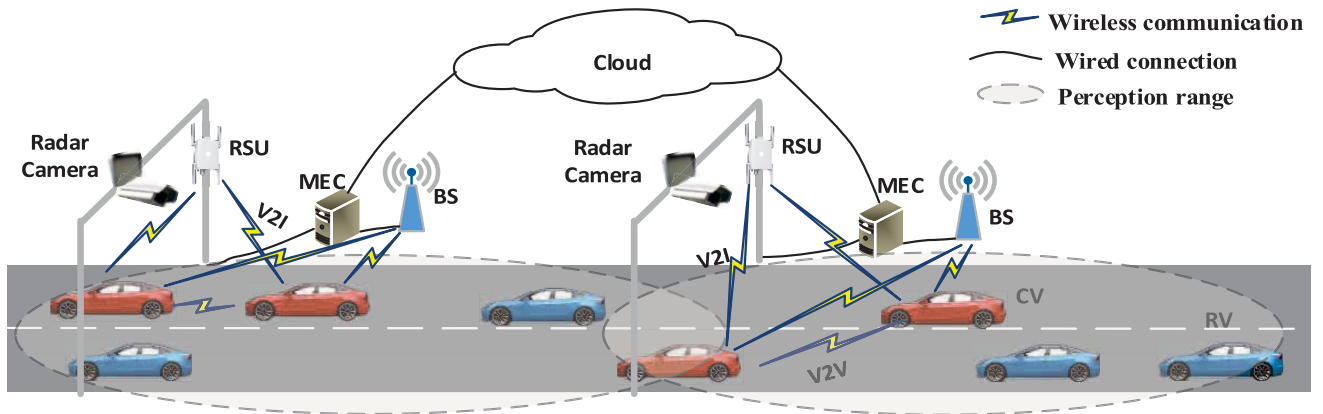 Wireless communication
Cloud
Wired connection
Perception range
Radar
Camera
RSU
MEC
BS
V2I
Radar
Camera
RSU
MEC
BS
V2I
CV
RV
V2V